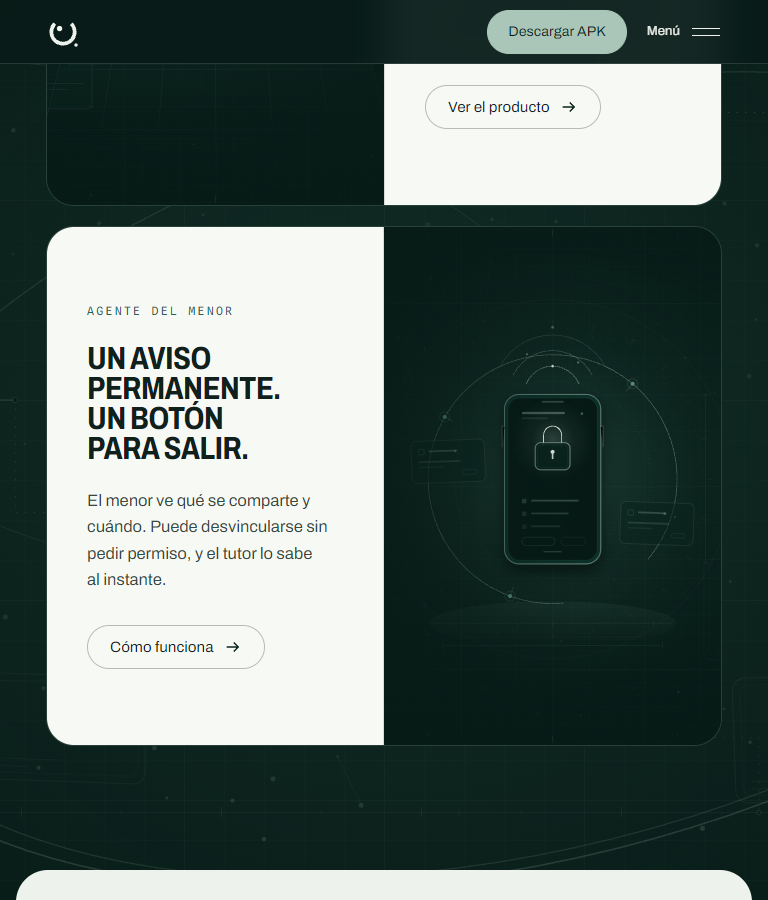 Descargar APK
Menú
Ver el producto
AGENTE DEL MENOR
UN AVISO
PERMANENTE.
UN BOTÓN
PARA SALIR.
El menor ve qué se comparte y
cuándo. Puede desvincularse sin
pedir permiso, y el tutor lo sabe
al instante.
Cómo funciona